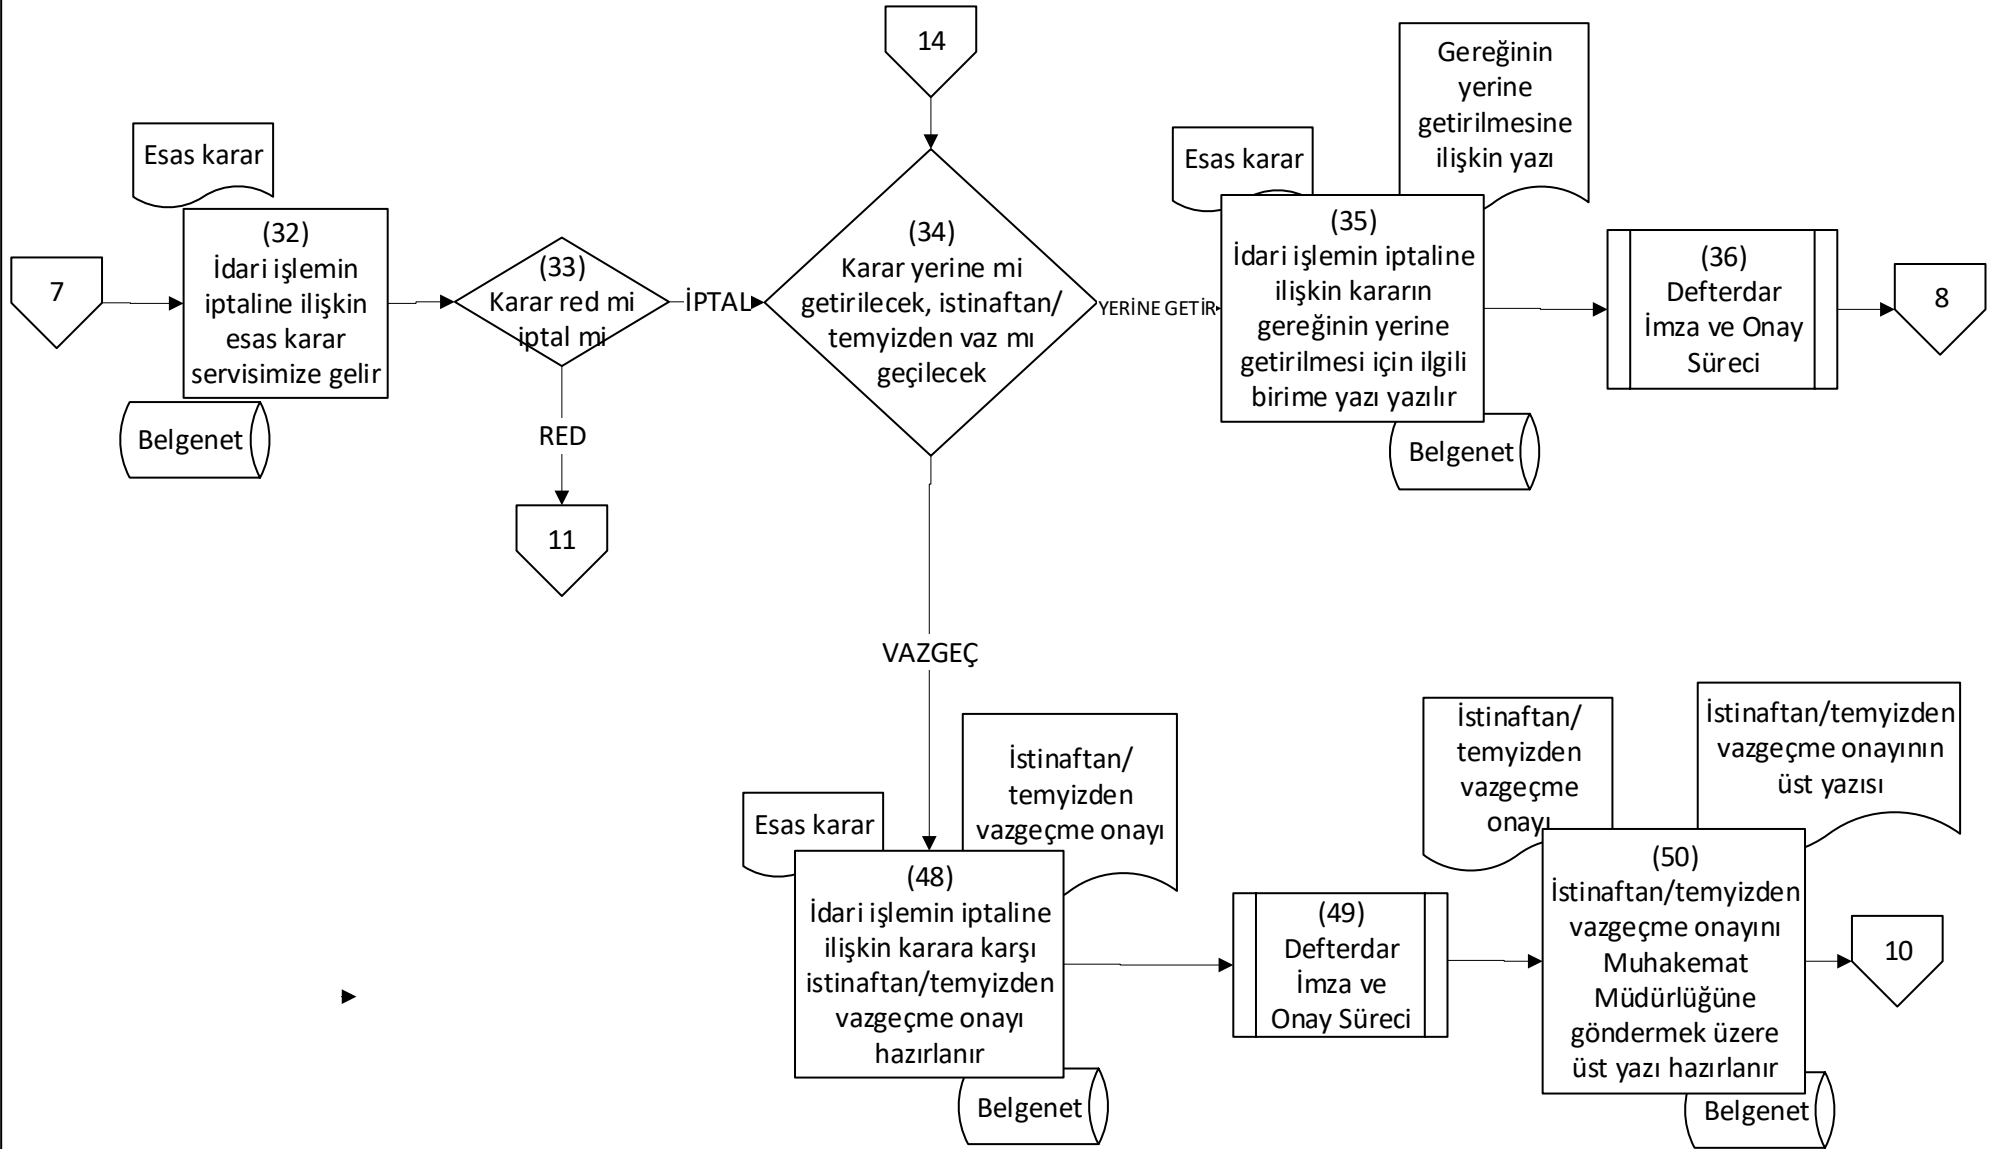 14
Gereğinin
yerine
getirilmesine
ilişkin yazı
Esas karar
Esas karar
7
(32)
İdari işlemin
iptaline ilişkin
esas karar
servisimize gelir
Belgenet
(33)
Karar red mi
iptal mi
İPTAL
RED
11
(34)
Karar yerine mi
getirilecek, istinaftan/
temyizden vaz mı
geçilecek
YERİNE GETİR
(35)
İdari işlemin iptaline
ilişkin kararın
gereğinin yerine
getirilmesi için ilgili
birime yazı yazılır
Belgenet
(36)
Defterdar
İmza ve Onay
Süreci
8
VAZGEÇ
Esas karar
İstinaftan/
temyizden
vazgeçme onayı
(48)
İdari işlemin iptaline
ilişkin karara karşı
istinaftan/temyizden
vazgeçme onayı
hazırlanır
Belgenet
(49)
Defterdar
İmza ve
Onay Süreci
İstinaftan/
temyizden
vazgeçme
onayı
İstinaftan/temyizden
vazgeçme onayının
üst yazısı
(50)
İstinaftan/temyizden
vazgeçme onayını
Muhakemat
Müdürlüğüne
göndermek üzere
üst yazı hazırlanır
Belgenet
10